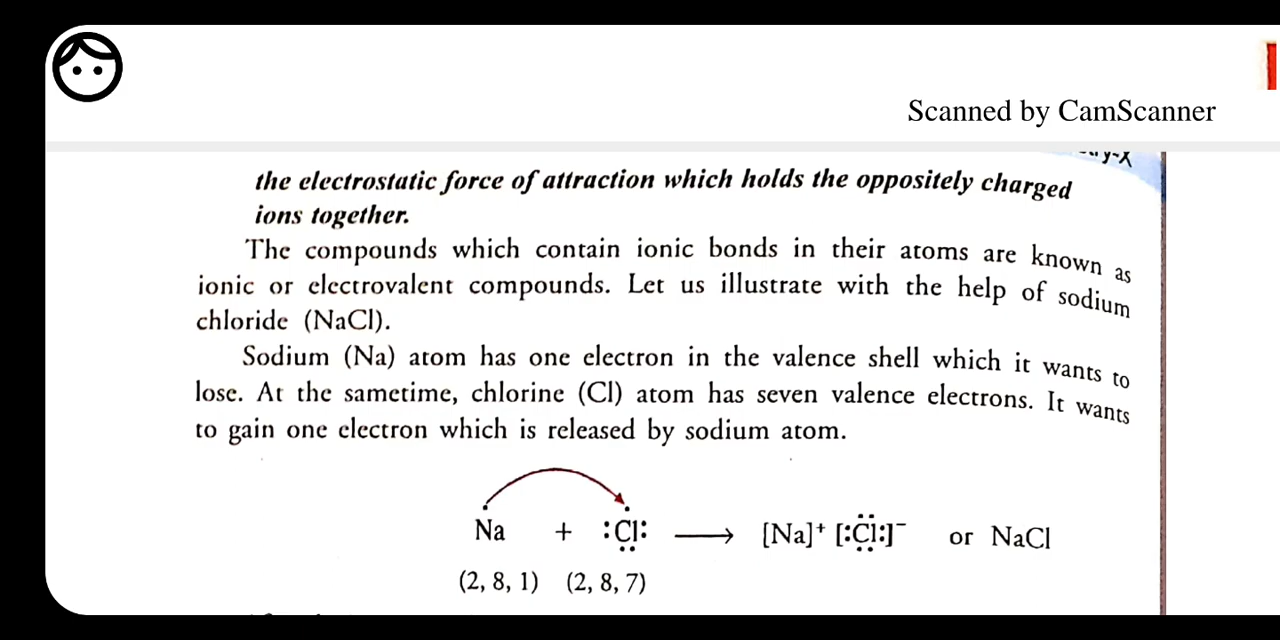 Scanned by CamScanner
the electrostatic force of attraction which holds the oppositely charged
ions together.
The compounds which contain ionic bonds in their atoms are known as
ionic or electrovalent compounds. Let us illustrate with the help of sodium
chloride (NaCl).
Sodium (Na) atom has one electron in the valence shell which it wants to
lose. At the sametime, chlorine (Cl) atom has seven valence electrons. It wants
to gain one electron which is released by sodium atom.
Na + :Cl: ⟶ [Na]⁺ [:Cl:]⁻ or NaCl
(2, 8, 1) (2, 8, 7)